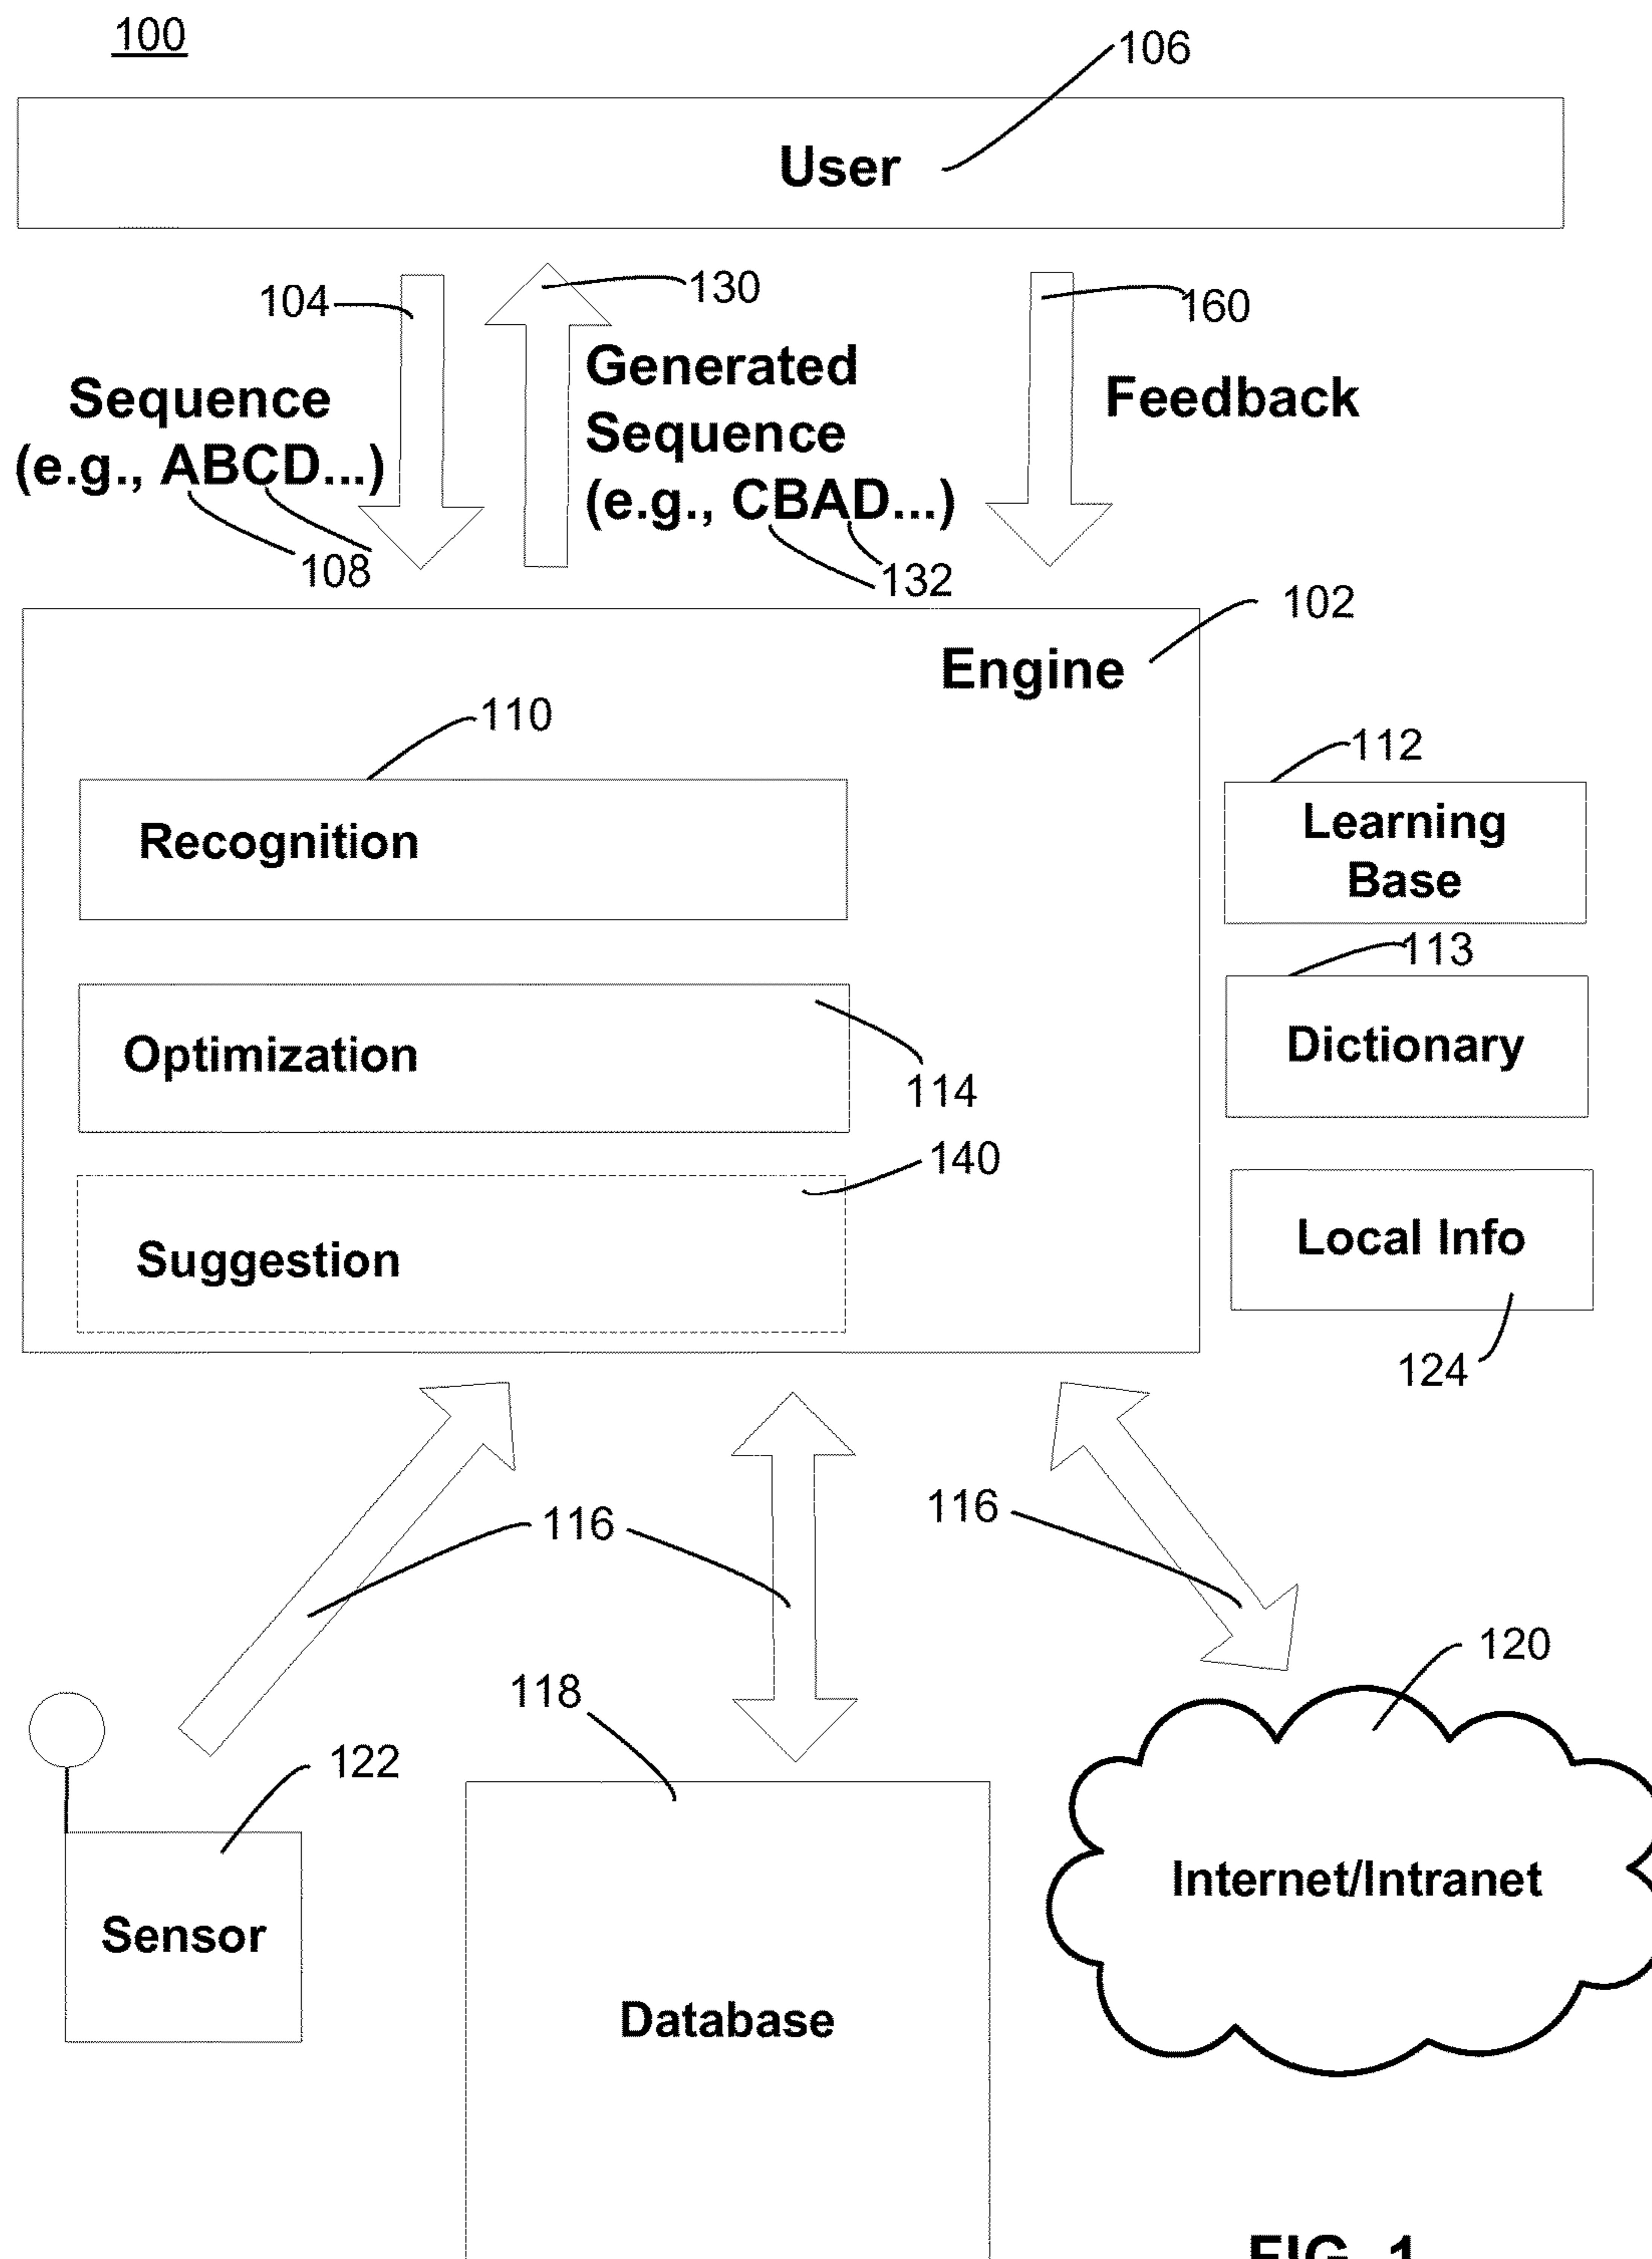 100
106
User
104
130
160
Sequence
(e.g., ABCD...)
Generated
Sequence
(e.g., CBAD...)
Feedback
108
132
102
Engine
110
Recognition
112
Learning
Base
113
Dictionary
Optimization
114
140
Suggestion
Local Info
124
116
116
120
118
122
Internet/Intranet
Sensor
Database
FIG. 1